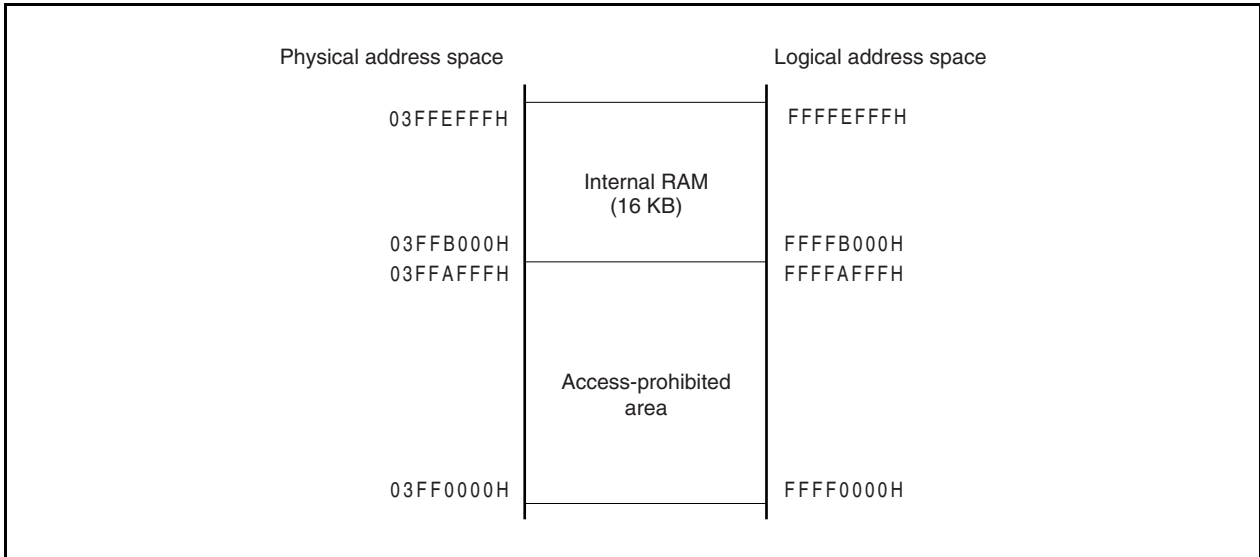 Physical address space
Logical address space
03FFEFFFH
FFFFEFFFH
Internal RAM
(16 KB)
03FFB000H
FFFFB000H
03FFAFFFH
FFFFAFFFH
Access-prohibited
area
03FF0000H
FFFF0000H